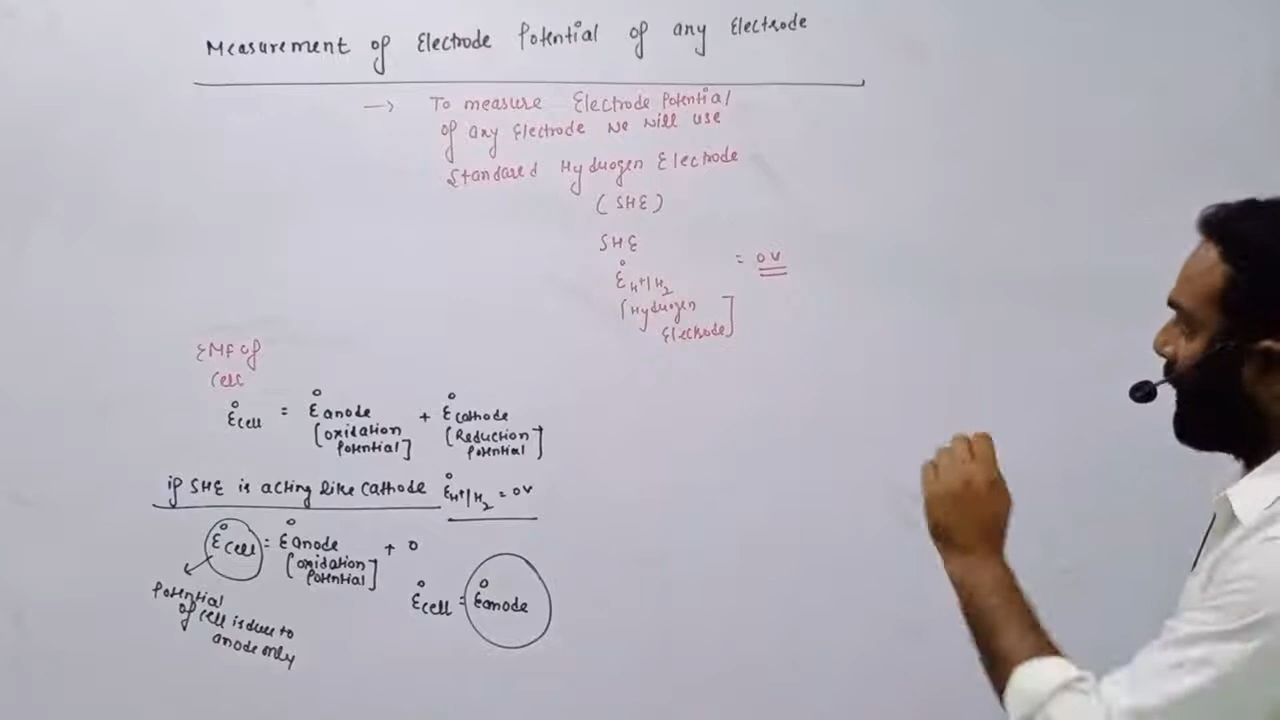 Measurement of Electrode Potential of any Electrode
→ To measure Electrode Potential
of any Electrode we will use
Standard Hydrogen Electrode
(SHE)
SHE
E° H⁺/H₂ = 0V
[Hydrogen
Electrode]
EMF of
Cell
E°cell = E°anode + E°cathode
[oxidation potential] [Reduction potential]
if SHE is acting like cathode E°H⁺/H₂ = 0V
E°cell = E°anode + 0
[oxidation
Potential]
E°cell = E°anode
Potential
of cell is due to
anode only